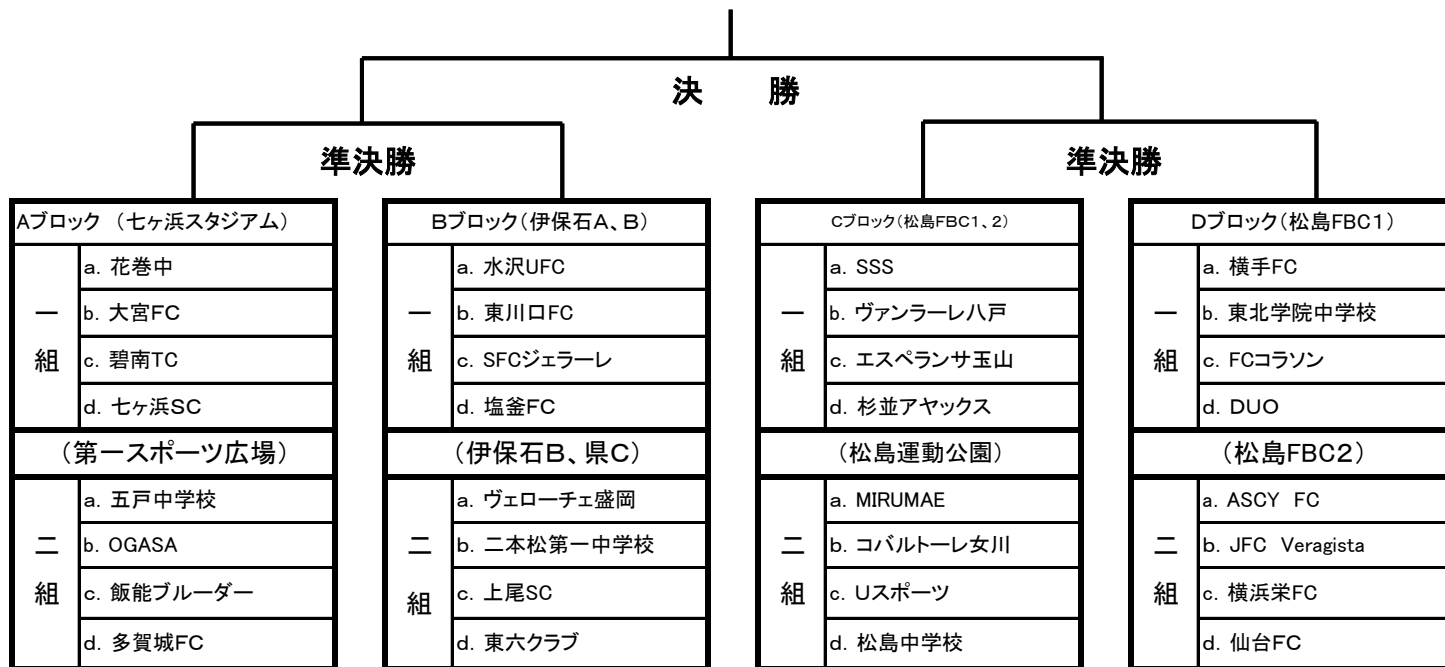 決　勝
準決勝
準決勝
Aブロック （七ヶ浜スタジアム）
一組
a. 花巻中
b. 大宮FC
c. 碧南TC
d. 七ヶ浜SC
（第一スポーツ広場）
二組
a. 五戸中学校
b. OGASA
c. 飯能ブルーダー
d. 多賀城FC
Bブロック（伊保石A、B）
一組
a. 水沢UFC
b. 東川口FC
c. SFCジェラーレ
d. 塩釜FC
（伊保石B、県C）
二組
a. ヴェローチェ盛岡
b. 二本松第一中学校
c. 上尾SC
d. 東六クラブ
Cブロック（松島FBC1、2）
一組
a. SSS
b. ヴァンラーレ八戸
c. エスペランサ玉山
d. 杉並アヤックス
（松島運動公園）
二組
a. MIRUMAE
b. コバルトーレ女川
c. Uスポーツ
d. 松島中学校
Dブロック（松島FBC1）
一組
a. 横手FC
b. 東北学院中学校
c. FCコラソン
d. DUO
（松島FBC2）
二組
a. ASCY　FC
b. JFC　Veragista
c. 横浜栄FC
d. 仙台FC